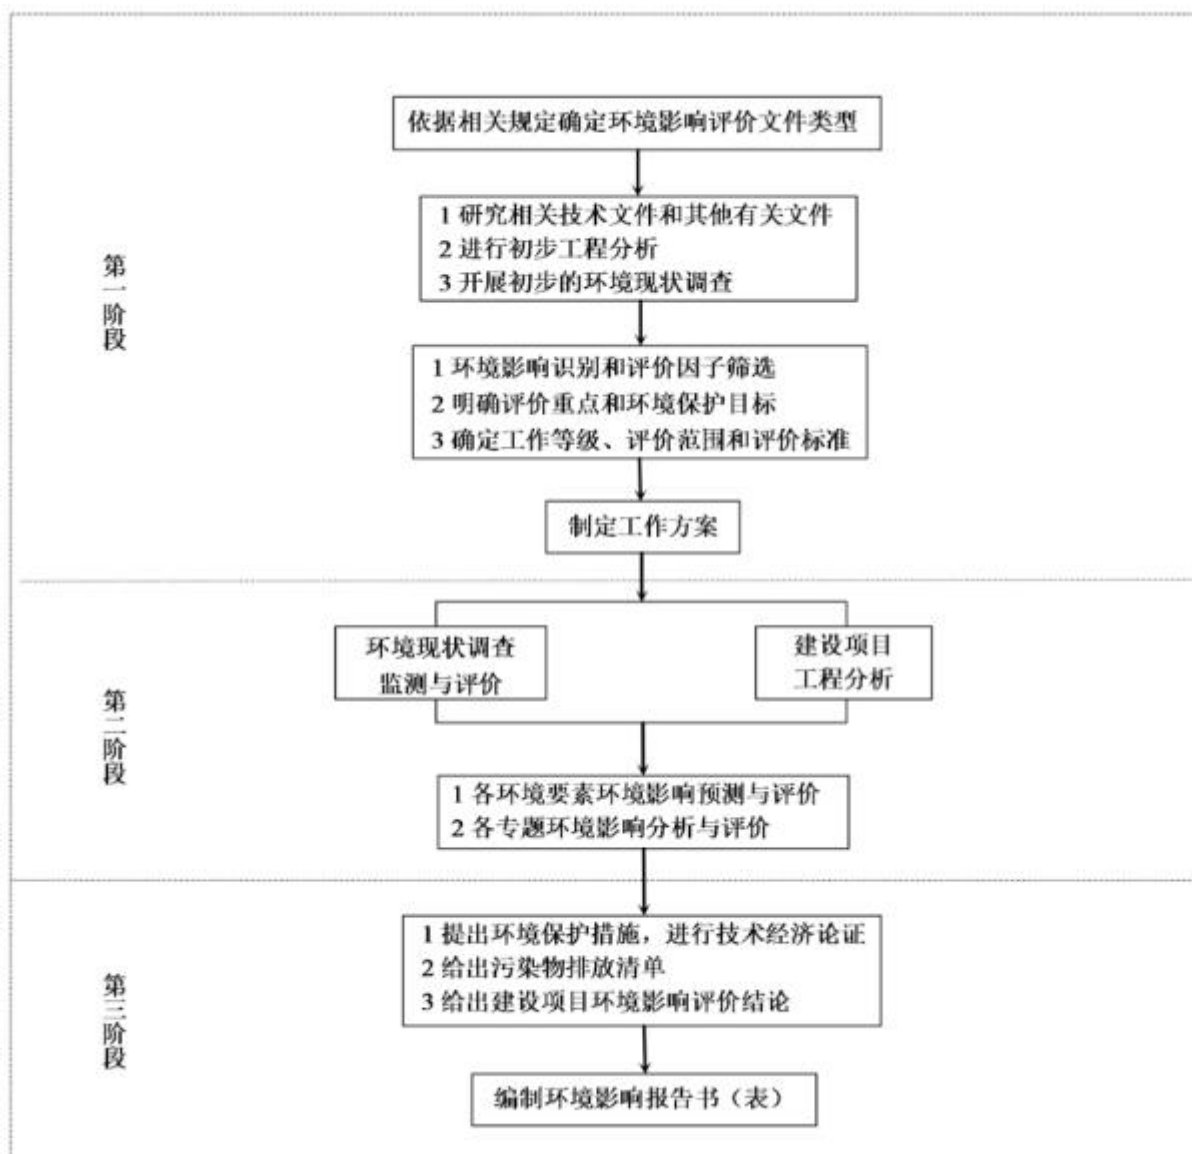 依据相关规定确定环境影响评价文件类型
1 研究相关技术文件和其他有关文件
2 进行初步工程分析
3 开展初步的环境现状调查
第一阶段
1 环境影响识别和评价因子筛选
2 明确评价重点和环境保护目标
3 确定工作等级、评价范围和评价标准
制定工作方案
环境现状调查
监测与评价
建设项目
工程分析
第二阶段
1 各环境要素环境影响预测与评价
2 各专题环境影响分析与评价
1 提出环境保护措施，进行技术经济论证
2 给出污染物排放清单
3 给出建设项目环境影响评价结论
第三阶段
编制环境影响报告书（表）